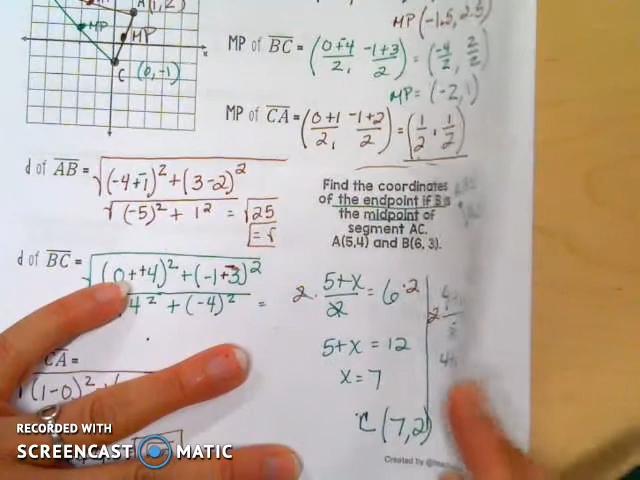 A(1,2)
MP
MP
C (0,-1)
MP(-1.5, 2.5)
MP of BC = (0+-4/2, -1+3/2) = (-4/2, 2/2)
MP = (-2, 1)
MP of CA = (0+1/2, -1+2/2) = (1/2, 1/2)
d of AB = √(-4+-1)² + (3-2)²
√(-5)² + 1² = √25
d of BC = √(0++4)² + (-1+-3)²
4² + (-4)² =
CA =
√(1-0)² +
Find the coordinates
of the endpoint if B is
the midpoint of
segment AC.
A(5,4) and B(6, 3).
2· 5+x/2 = 6·2
5+x = 12
x = 7
C (7,2)
Created by
RECORDED WITH
SCREENCAST MATIC